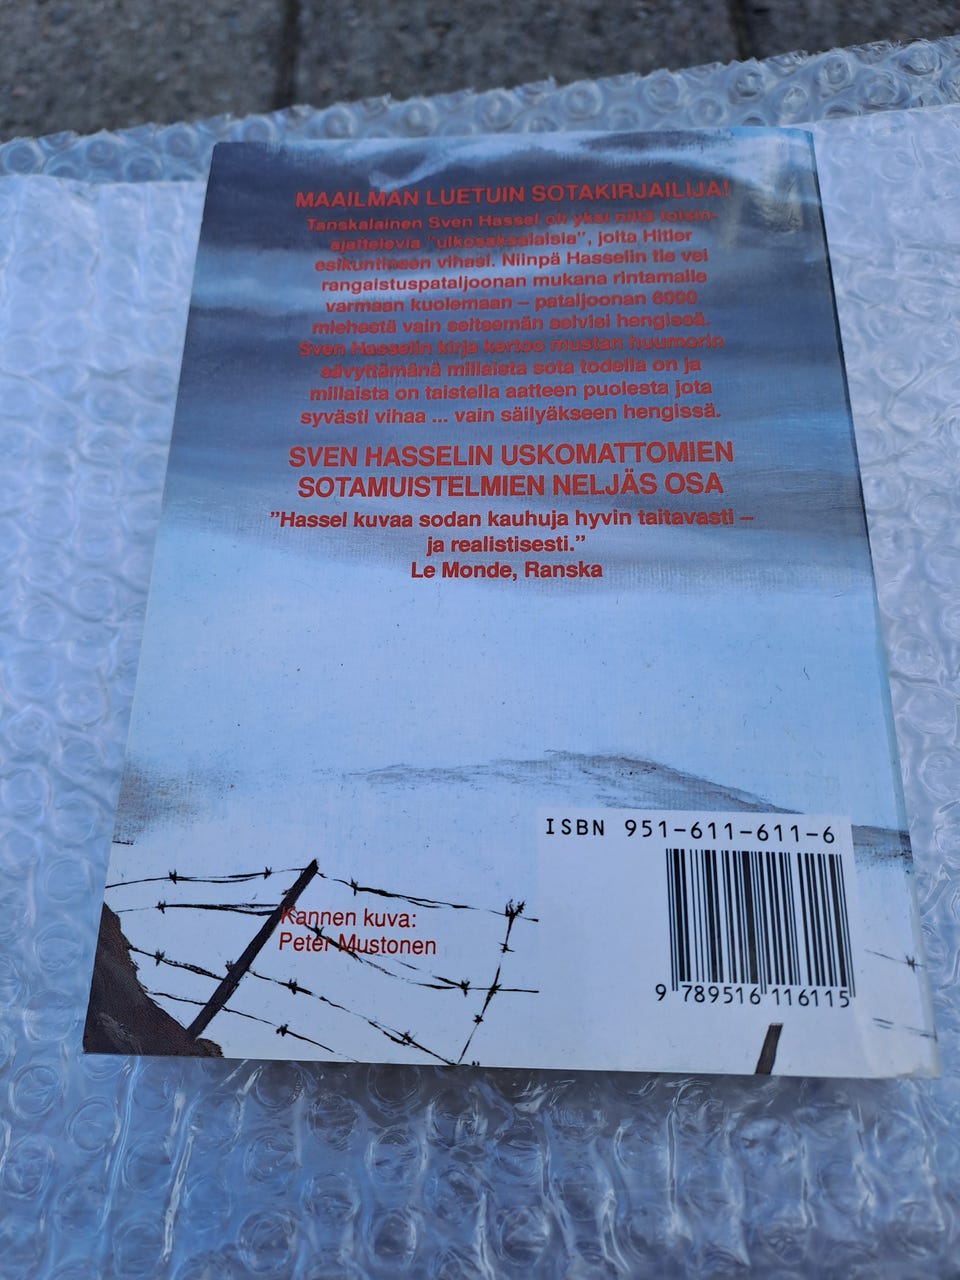 MAAILMAN LUETUIN SOTAKIRJAILIJA!
Tanskalainen Sven Hassel oli yksi niitä toisin-
ajattelevia "ulkosaksalaisia", joita Hitler
esikuntineen vihasi. Niinpä Hasselin tie vei
rangaistuspataljoonan mukana rintamalle
varmaan kuolemaan – pataljoonan 6000
miehestä vain seitsemän selvisi hengissä.
Sven Hasselin kirja kertoo mustan huumorin
sävyttämänä millaista sota todella on ja
millaista on taistella aatteen puolesta jota
syvästi vihaa ... vain säilyäkseen hengissä.
SVEN HASSELIN USKOMATTOMIEN
SOTAMUISTELMIEN NELJÄS OSA
"Hassel kuvaa sodan kauhuja hyvin taitavasti –
ja realistisesti."
Le Monde, Ranska
ISBN 951-611-611-6
9 789516 116115
Kannen kuva:
Peter Mustonen